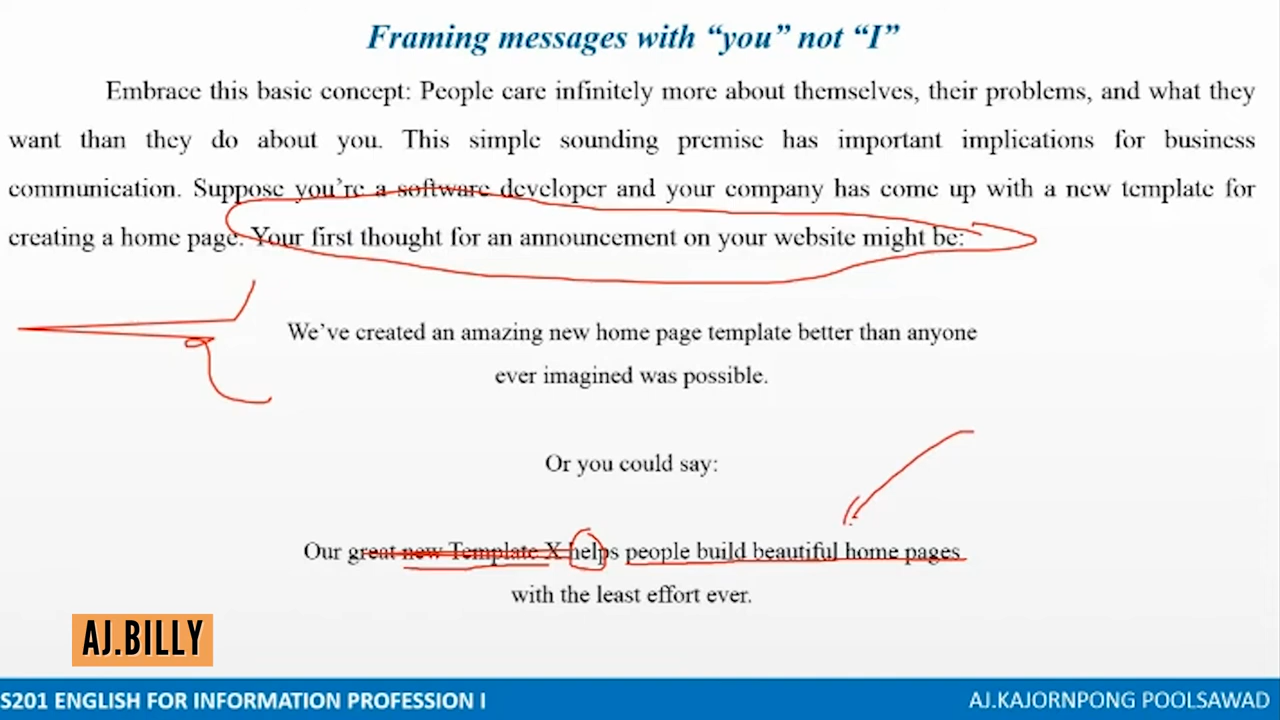 Framing messages with “you” not “I”
Embrace this basic concept: People care infinitely more about themselves, their problems, and what they
want than they do about you. This simple sounding premise has important implications for business
communication. Suppose you’re a software developer and your company has come up with a new template for
creating a home page. Your first thought for an announcement on your website might be:
We’ve created an amazing new home page template better than anyone
ever imagined was possible.
Or you could say:
Our great new Template X helps people build beautiful home pages
with the least effort ever.
AJ.BILLY
S201 ENGLISH FOR INFORMATION PROFESSION I
AJ.KAJORNPONG POOLSAWAD